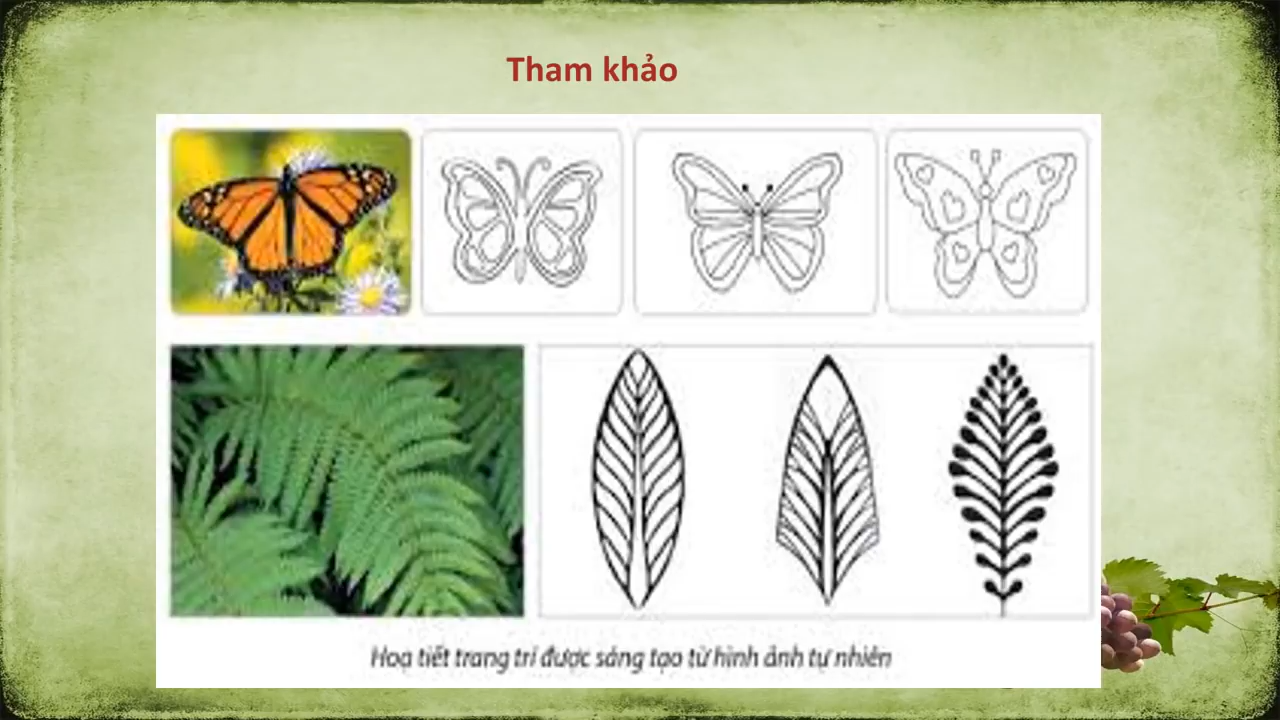 Tham khảo
Hoạ tiết trang trí được sáng tạo từ hình ảnh tự nhiên